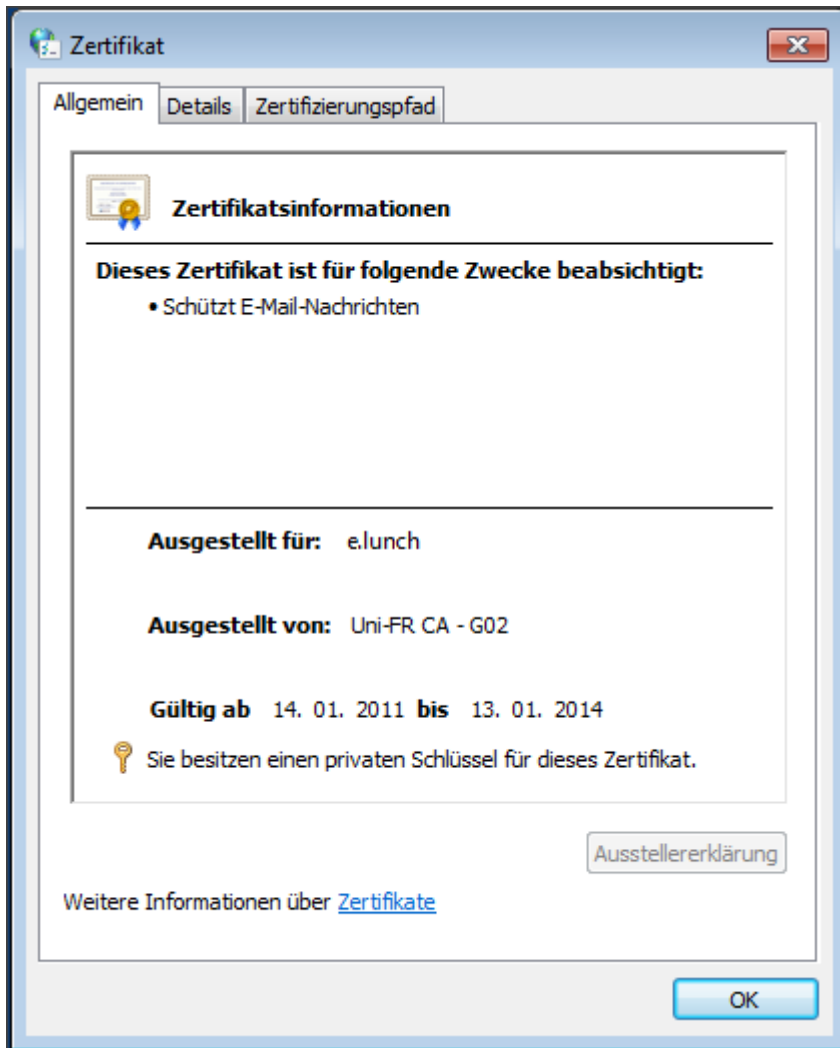 Zertifikat
Allgemein Details Zertifizierungspfad
Zertifikatsinformationen
Dieses Zertifikat ist für folgende Zwecke beabsichtigt:
• Schützt E-Mail-Nachrichten
Ausgestellt für: e.lunch
Ausgestellt von: Uni-FR CA - G02
Gültig ab 14. 01. 2011 bis 13. 01. 2014
Sie besitzen einen privaten Schlüssel für dieses Zertifikat.
Ausstellererklärung
Weitere Informationen über Zertifikate
OK